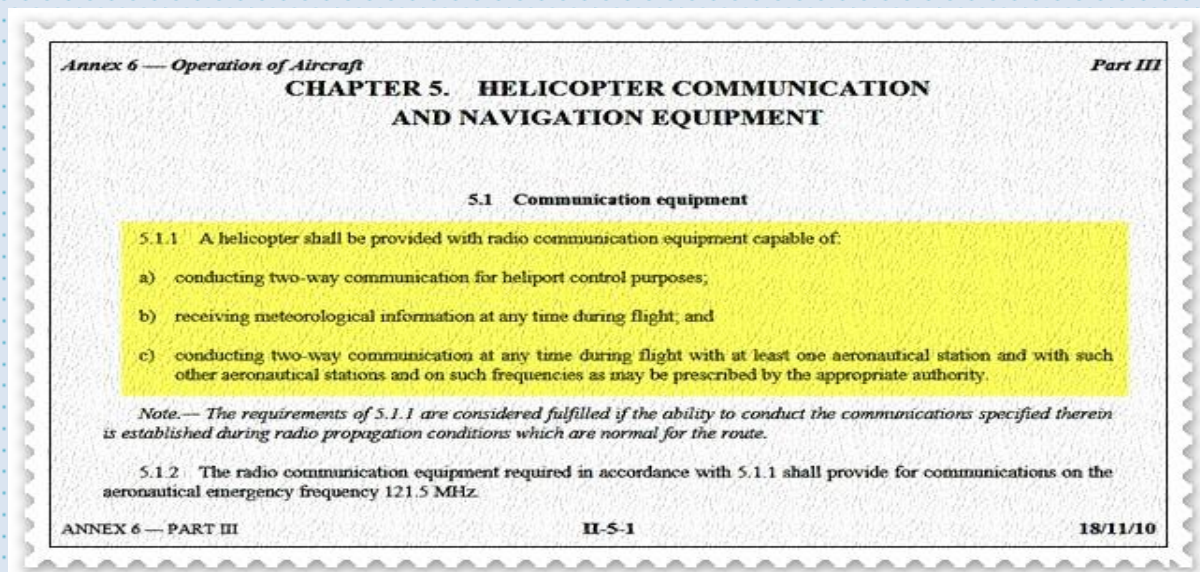 Annex 6 — Operation of Aircraft Part III
CHAPTER 5. HELICOPTER COMMUNICATION
AND NAVIGATION EQUIPMENT
5.1 Communication equipment
5.1.1 A helicopter shall be provided with radio communication equipment capable of:
a) conducting two-way communication for heliport control purposes;
b) receiving meteorological information at any time during flight; and
c) conducting two-way communication at any time during flight with at least one aeronautical station and with such
other aeronautical stations and on such frequencies as may be prescribed by the appropriate authority.
Note.— The requirements of 5.1.1 are considered fulfilled if the ability to conduct the communications specified therein
is established during radio propagation conditions which are normal for the route.
5.1.2 The radio communication equipment required in accordance with 5.1.1 shall provide for communications on the
aeronautical emergency frequency 121.5 MHz.
ANNEX 6 — PART III II-5-1 18/11/10